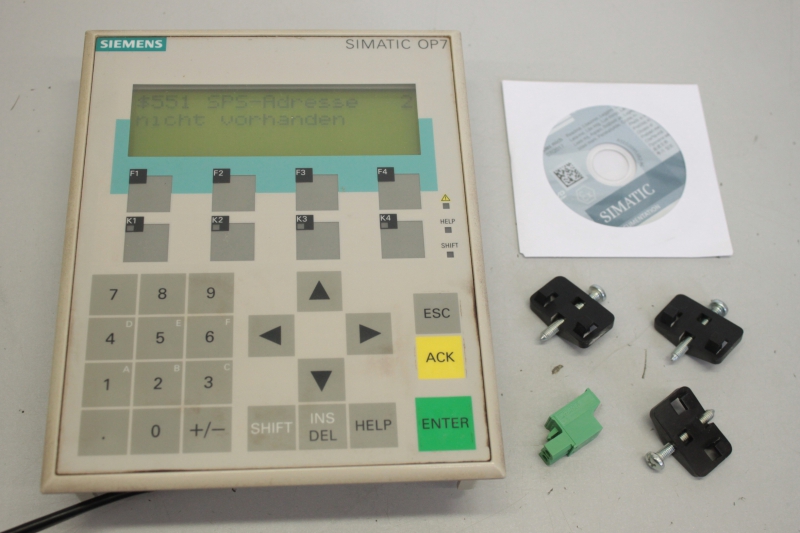 SIEMENS
SIMATIC OP7
$551 SPS-Adresse 2
nicht vorhanden
F1 F2 F3 F4
K1 K2 K3 K4
HELP
SHIFT
7 8 9
4 D 5 E 6 F
1 A 2 B 3 C
. 0 +/-
SHIFT
INS
DEL
HELP
ESC
ACK
ENTER
SIMATIC